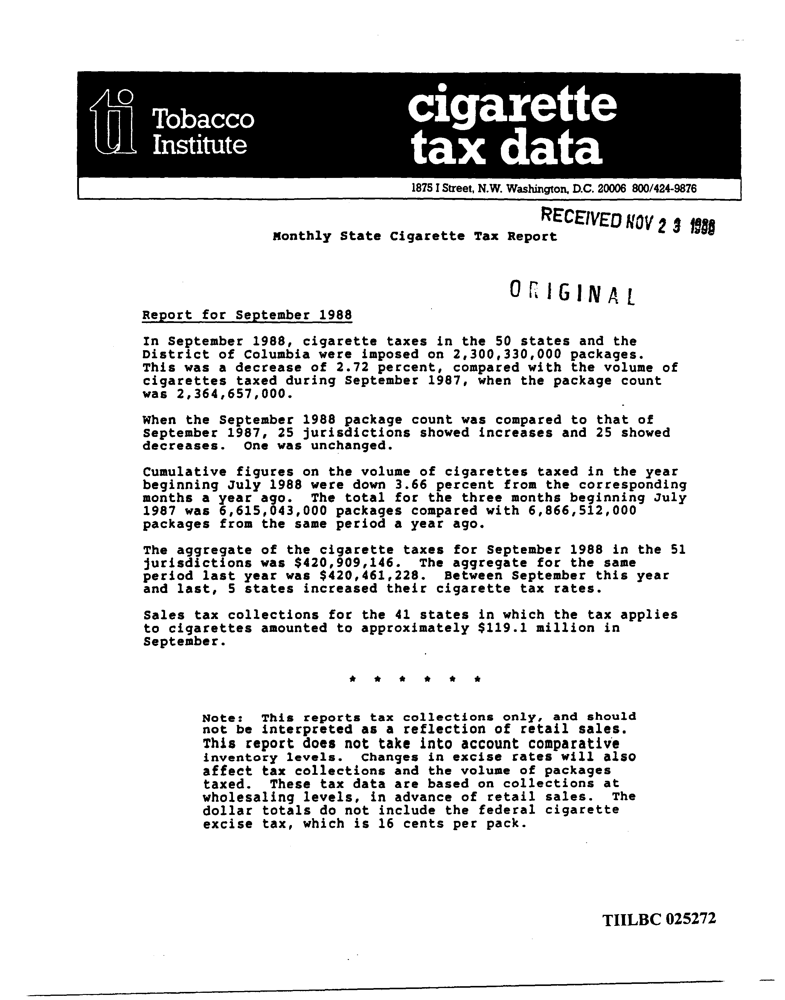 ti Tobacco Institute
cigarette tax data
1875 I Street, N.W. Washington, D.C. 20006 800/424-9876
RECEIVED NOV 23 1988
Monthly State Cigarette Tax Report
ORIGINAL
Report for September 1988
In September 1988, cigarette taxes in the 50 states and the
District of Columbia were imposed on 2,300,330,000 packages.
This was a decrease of 2.72 percent, compared with the volume of
cigarettes taxed during September 1987, when the package count
was 2,364,657,000.
When the September 1988 package count was compared to that of
September 1987, 25 jurisdictions showed increases and 25 showed
decreases. One was unchanged.
Cumulative figures on the volume of cigarettes taxed in the year
beginning July 1988 were down 3.66 percent from the corresponding
months a year ago. The total for the three months beginning July
1987 was 6,615,043,000 packages compared with 6,866,512,000
packages from the same period a year ago.
The aggregate of the cigarette taxes for September 1988 in the 51
jurisdictions was $420,909,146. The aggregate for the same
period last year was $420,461,228. Between September this year
and last, 5 states increased their cigarette tax rates.
Sales tax collections for the 41 states in which the tax applies
to cigarettes amounted to approximately $119.1 million in
September.
* * * * * *
Note: This reports tax collections only, and should
not be interpreted as a reflection of retail sales.
This report does not take into account comparative
inventory levels. Changes in excise rates will also
affect tax collections and the volume of packages
taxed. These tax data are based on collections at
wholesaling levels, in advance of retail sales. The
dollar totals do not include the federal cigarette
excise tax, which is 16 cents per pack.
TIILBC 025272